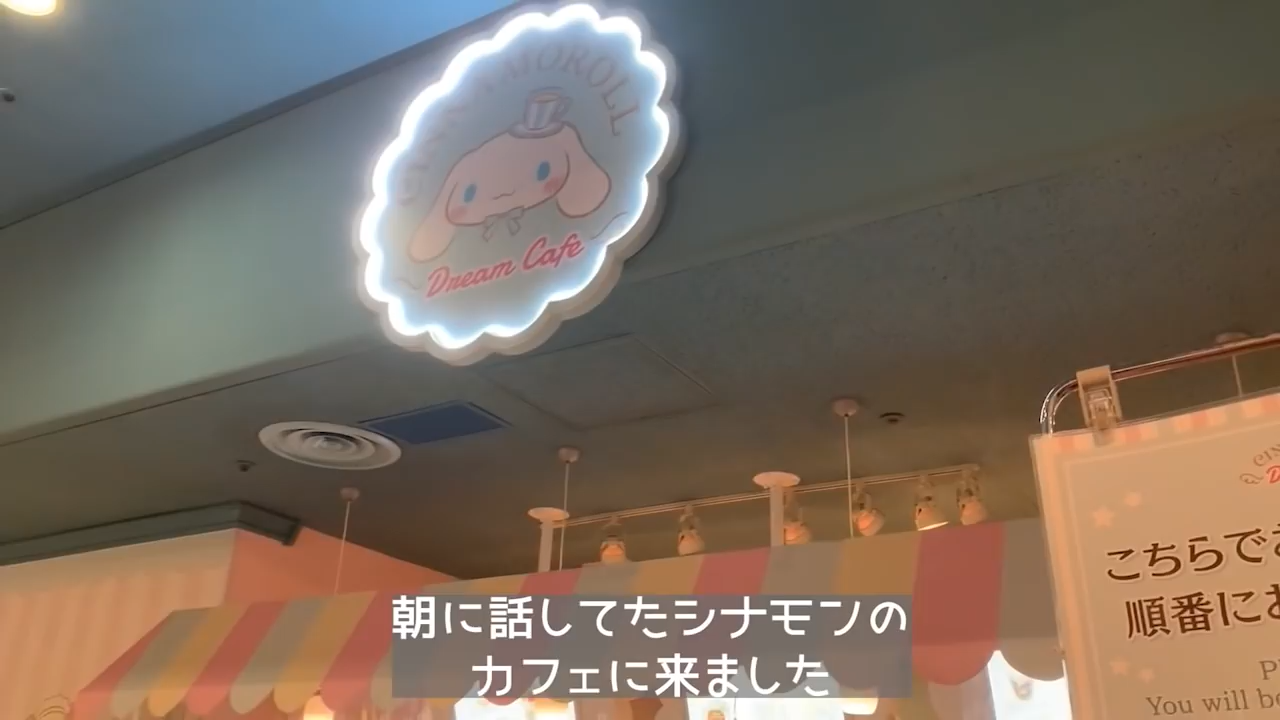 CINNAMOROLL
Dream Cafe
こちらで
順番に
You will
朝に話してたシナモンの
カフェに来ました